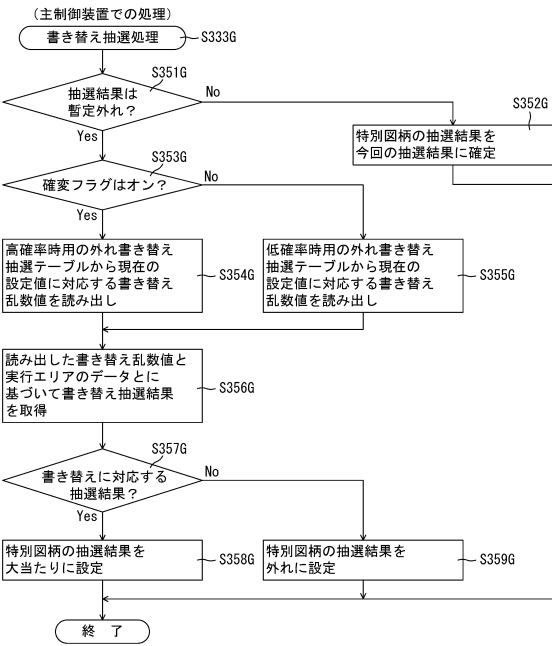 (主制御装置での処理)
書き替え抽選処理
S333G
S351G
抽選結果は
暫定外れ?
No
Yes
S352G
特別図柄の抽選結果を
今回の抽選結果に確定
S353G
確変フラグはオン?
No
Yes
高確率時用の外れ書き替え
抽選テーブルから現在の
設定値に対応する書き替え
乱数値を読み出し
S354G
低確率時用の外れ書き替え
抽選テーブルから現在の
設定値に対応する書き替え
乱数値を読み出し
S355G
読み出した書き替え乱数値と
実行エリアのデータとに
基づいて書き替え抽選結果
を取得
S356G
S357G
書き替えに対応する
抽選結果?
No
Yes
特別図柄の抽選結果を
大当たりに設定
S358G
特別図柄の抽選結果を
外れに設定
S359G
終 了